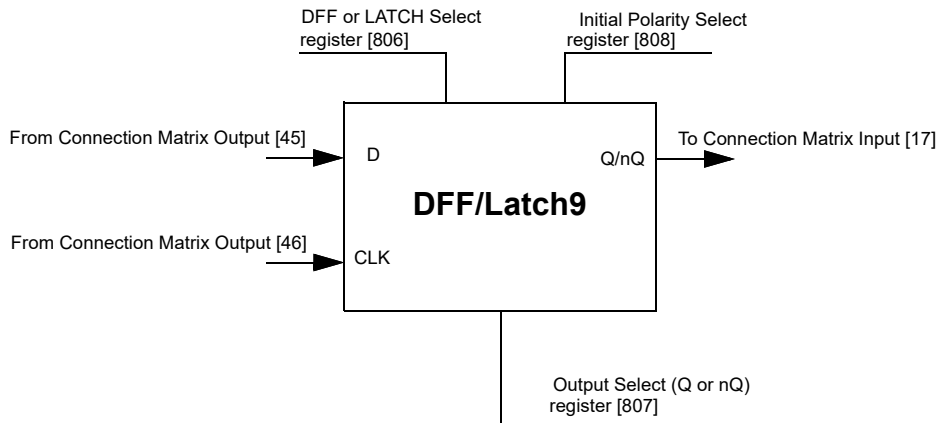 DFF or LATCH Select
register [806]
Initial Polarity Select
register [808]
From Connection Matrix Output [45]
D
Q/nQ
To Connection Matrix Input [17]
DFF/Latch9
From Connection Matrix Output [46]
CLK
Output Select (Q or nQ)
register [807]